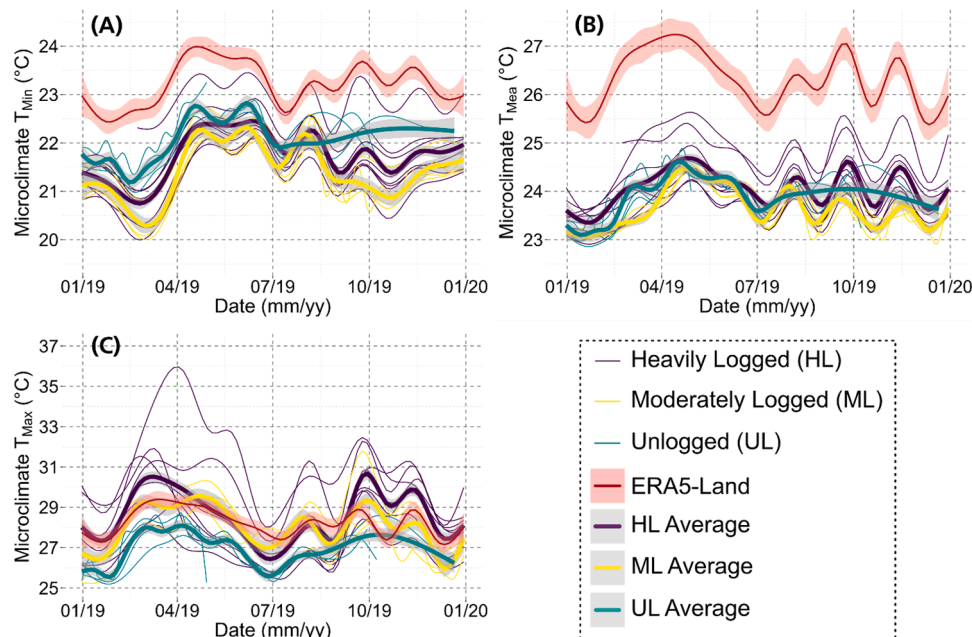 (A)
Microclimate TMin (°C)
24
23
22
21
20
01/19 04/19 07/19 10/19 01/20
Date (mm/yy)
(B)
Microclimate TMea (°C)
27
26
25
24
23
01/19 04/19 07/19 10/19 01/20
Date (mm/yy)
(C)
Microclimate TMax (°C)
37
35
33
31
29
27
25
01/19 04/19 07/19 10/19 01/20
Date (mm/yy)
Heavily Logged (HL)
Moderately Logged (ML)
Unlogged (UL)
ERA5-Land
HL Average
ML Average
UL Average